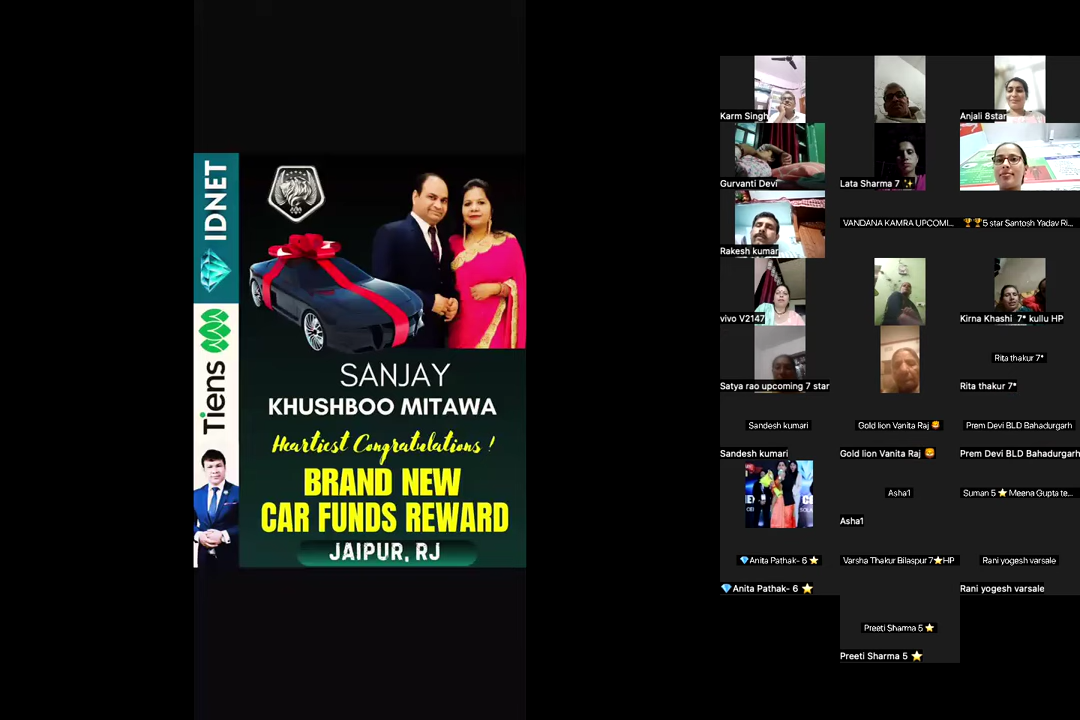 IDNET
Tiens
SANJAY
KHUSHBOO MITAWA
Heartiest Congratulations !
BRAND NEW
CAR FUNDS REWARD
JAIPUR, RJ
Karm Singh
Anjali 8star
Gurvanti Devi
Lata Sharma 7 ✨
Rakesh kumar
VANDANA KAMRA UPCOMI...
🏆🏆5 star Santosh Yadav Ri...
vivo V2147
Kirna Khashi 7* kullu HP
Satya rao upcoming 7 star
Rita thakur 7*
Rita thakur 7*
Sandesh kumari
Gold lion Vanita Raj 🦁
Prem Devi BLD Bahadurgarh
Sandesh kumari
Gold lion Vanita Raj 🦁
Prem Devi BLD Bahadurgarh
Asha1
Suman 5 ⭐ Meena Gupta te...
Asha1
💎Anita Pathak- 6 ⭐
Varsha Thakur Bilaspur 7⭐HP
Rani yogesh varsale
💎Anita Pathak- 6 ⭐
Rani yogesh varsale
Preeti Sharma 5 ⭐
Preeti Sharma 5 ⭐